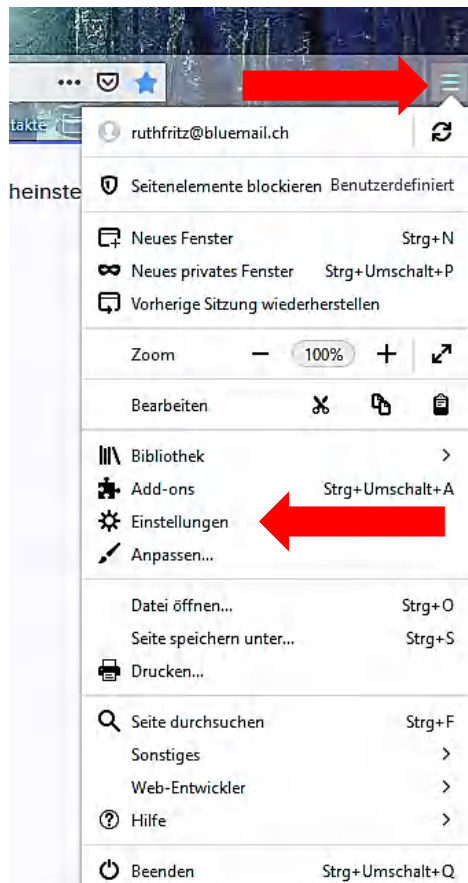 takte
ruthfritz@bluemail.ch
heinste
Seitenelemente blockieren Benutzerdefiniert
Neues Fenster Strg+N
Neues privates Fenster Strg+Umschalt+P
Vorherige Sitzung wiederherstellen
Zoom 100%
Bearbeiten
Bibliothek
Add-ons Strg+Umschalt+A
Einstellungen
Anpassen...
Datei öffnen... Strg+O
Seite speichern unter... Strg+S
Drucken...
Seite durchsuchen Strg+F
Sonstiges
Web-Entwickler
Hilfe
Beenden Strg+Umschalt+Q